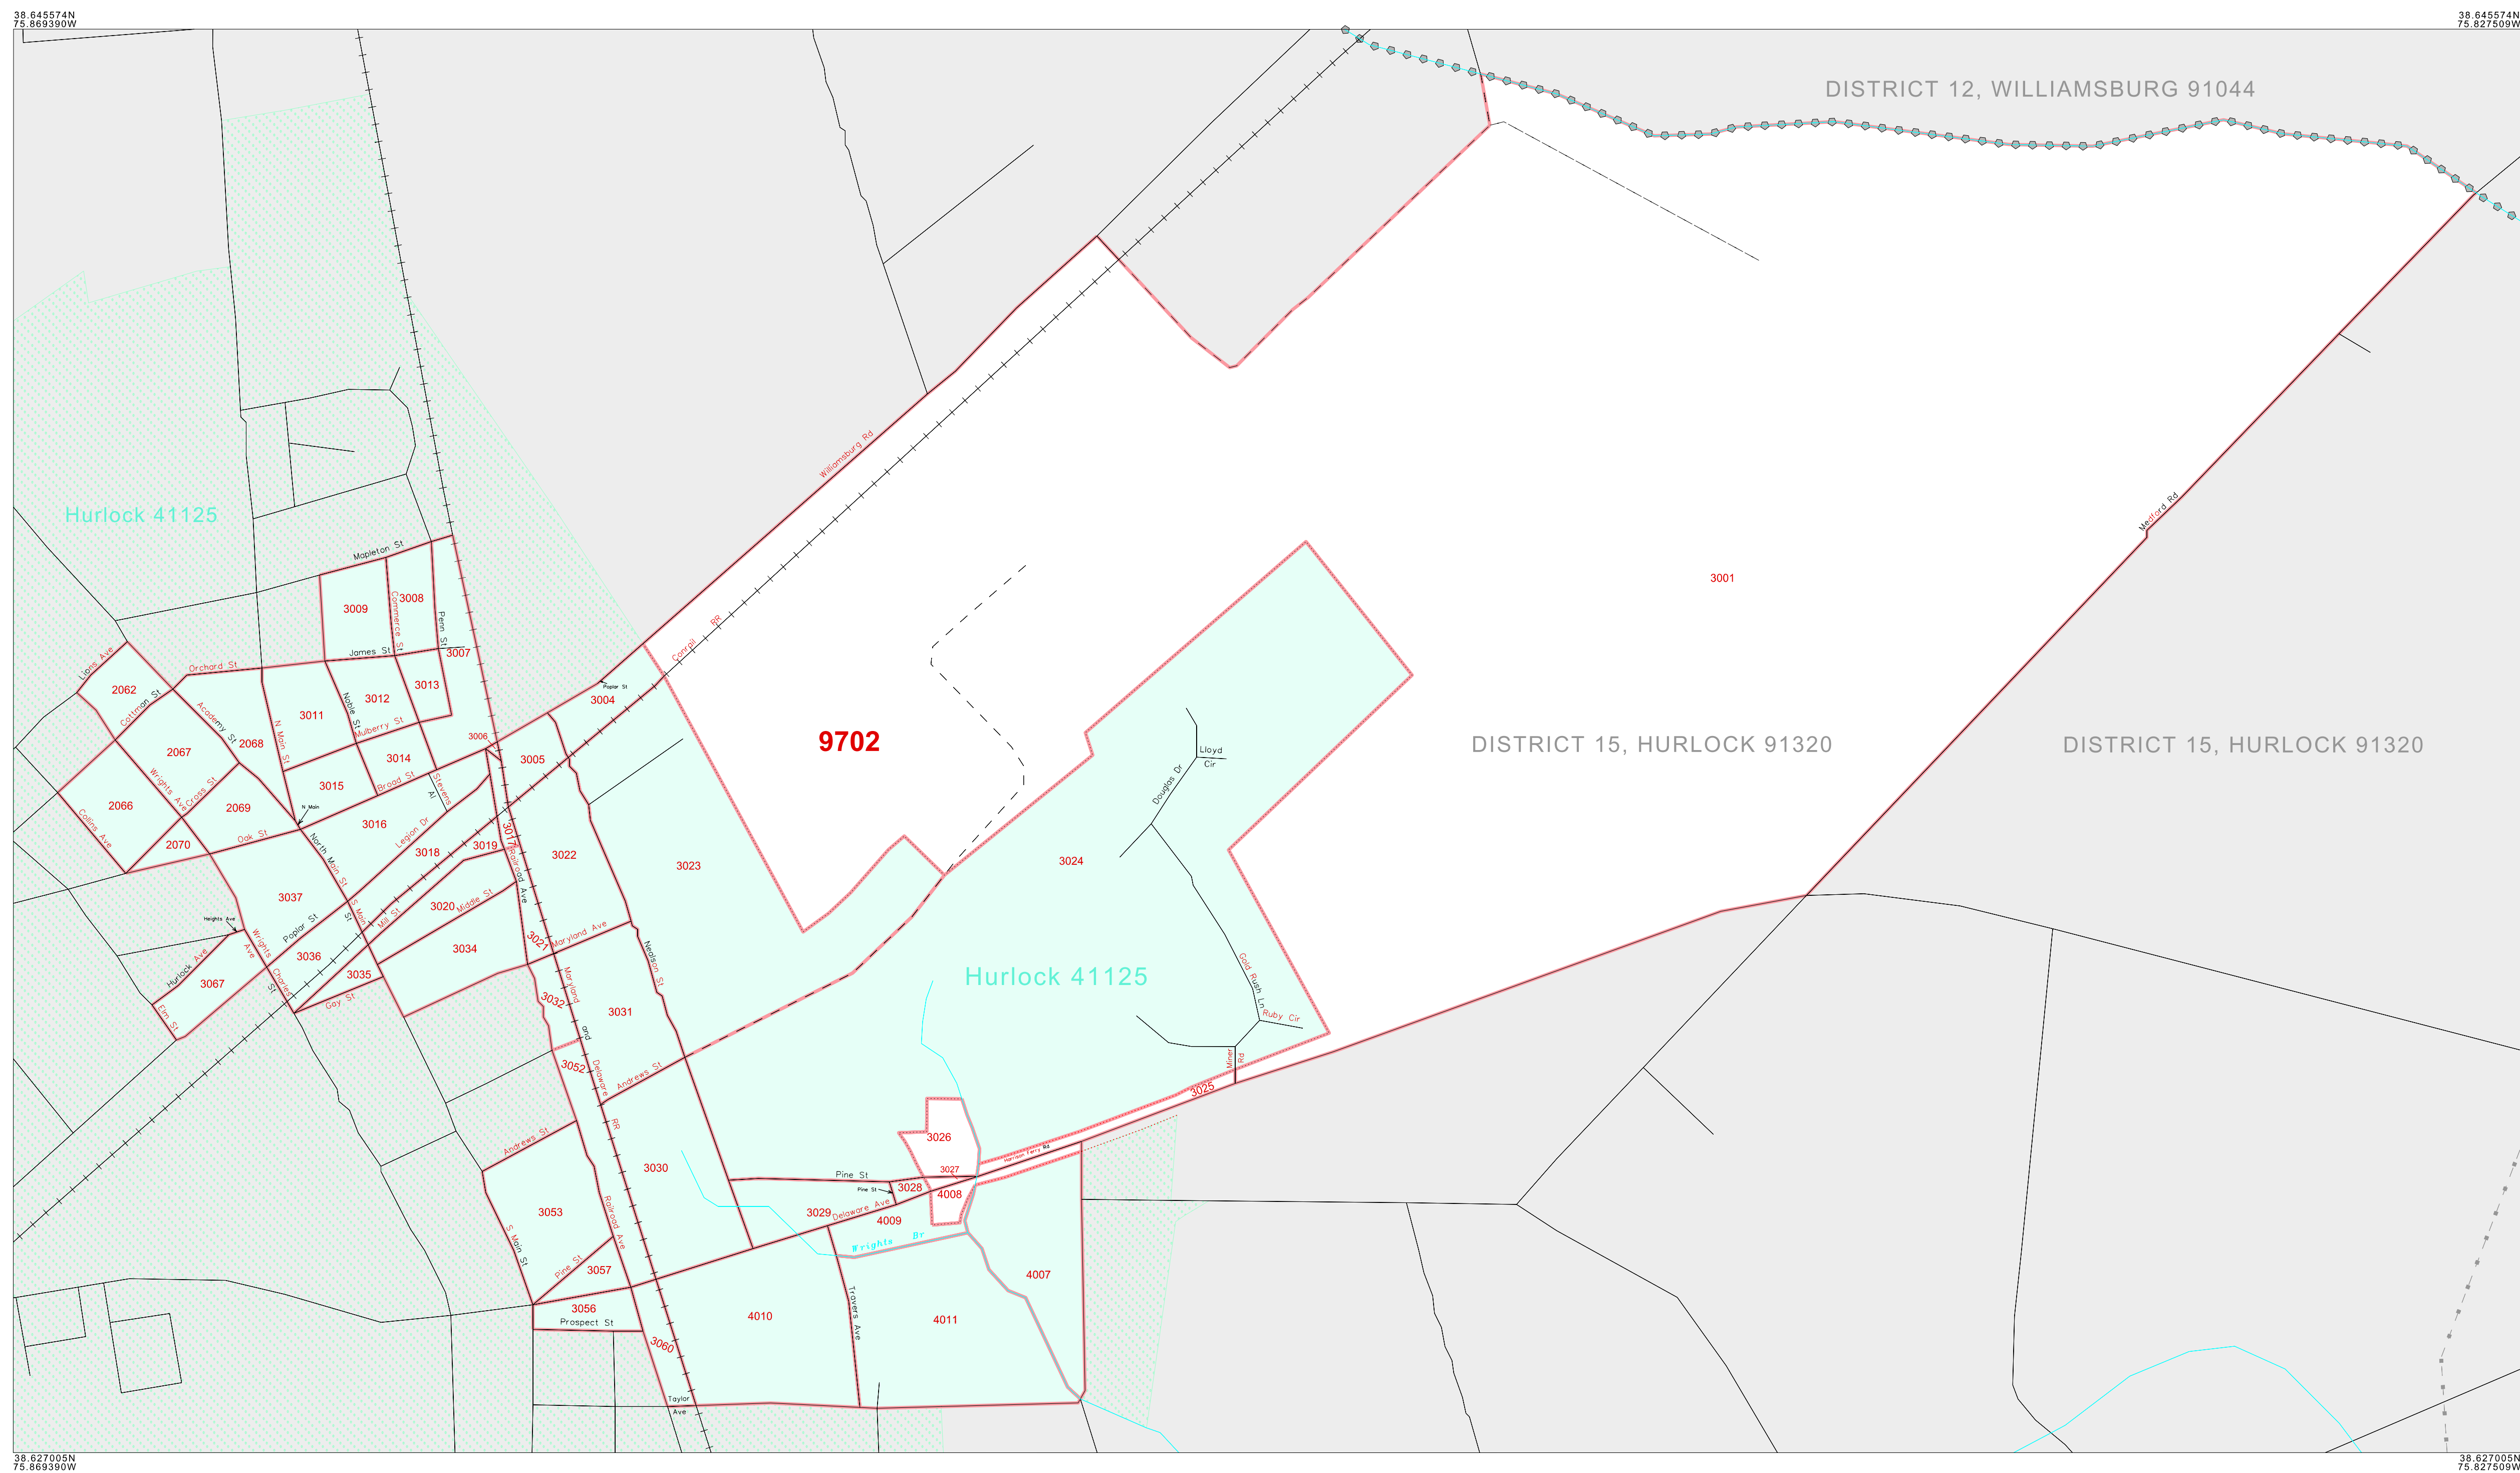 38.645574N
75.869390W
38.645574N
75.827509W
DISTRICT 12, WILLIAMSBURG 91044
Williamsburg Rd
Hurlock 41125
Medford Rd
Mapleton St
3009
3008
Commerce St
Penn St
3007
James St
Conrail RR
3001
Lions Ave
Orchard St
2062
Cottman St
Academy St
2068
N Main St
3011
Noble St
3012
3013
Mulberry St
Poplar St
3004
9702
DISTRICT 15, HURLOCK 91320
DISTRICT 15, HURLOCK 91320
Lloyd
Cir
Douglas Dr
2067
Wrights Ave
Cross St
3006
3005
3014
3015
Broad St
Stevens
Al
2066
2069
N Main
Collins Ave
2070
Oak St
North Main St
3016
Legion Dr
3018
3019
3017
Railroad Ave
3022
3023
3024
3037
S Main
St
Mill St
3020
Middle St
Heights Ave
Poplar St
Wrights
Ave
3034
3021
Maryland Ave
Nealson St
Hurlock 41125
Gold Rush Ln
Hurlock Ave
3036
3067
Charles
St
3035
Gay St
Elm St
3032
Maryland
and
Delaware
RR
3031
Ruby Cir
3052
Andrews St
Miner
Rd
3025
Andrews St
3026
Harrison Ferry Rd
3030
Pine St
3027
Pine St
3028
4008
3029
Delaware Ave
4009
Railroad Ave
3053
S Main St
Wrights Br
Pine St
3057
4007
3056
Prospect St
3060
4010
Travers Ave
4011
Taylor
Ave
38.627005N
75.869390W
38.627005N
75.827509W